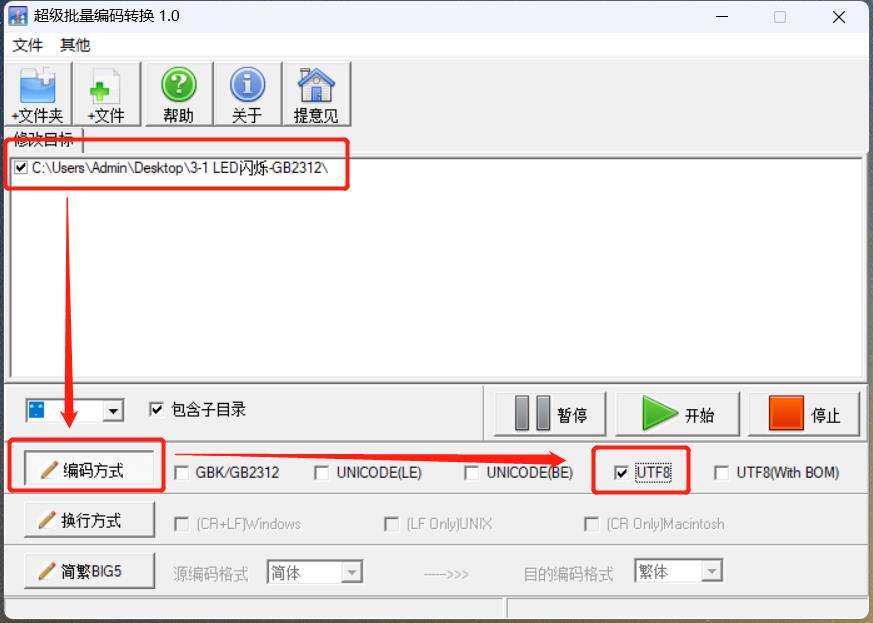 超级批量编码转换 1.0
文件 其他
+文件夹 +文件 帮助 关于 提意见
修改目标
C:\Users\Admin\Desktop\3-1 LED闪烁-GB2312\
包含子目录 暂停 开始 停止
编码方式 GBK/GB2312 UNICODE(LE) UNICODE(BE) UTF8 UTF8(With BOM)
换行方式 (CR+LF)Windows (LF Only)UNIX (CR Only)Macintosh
简繁BIG5 源编码格式 简体 ---->>> 目的编码格式 繁体